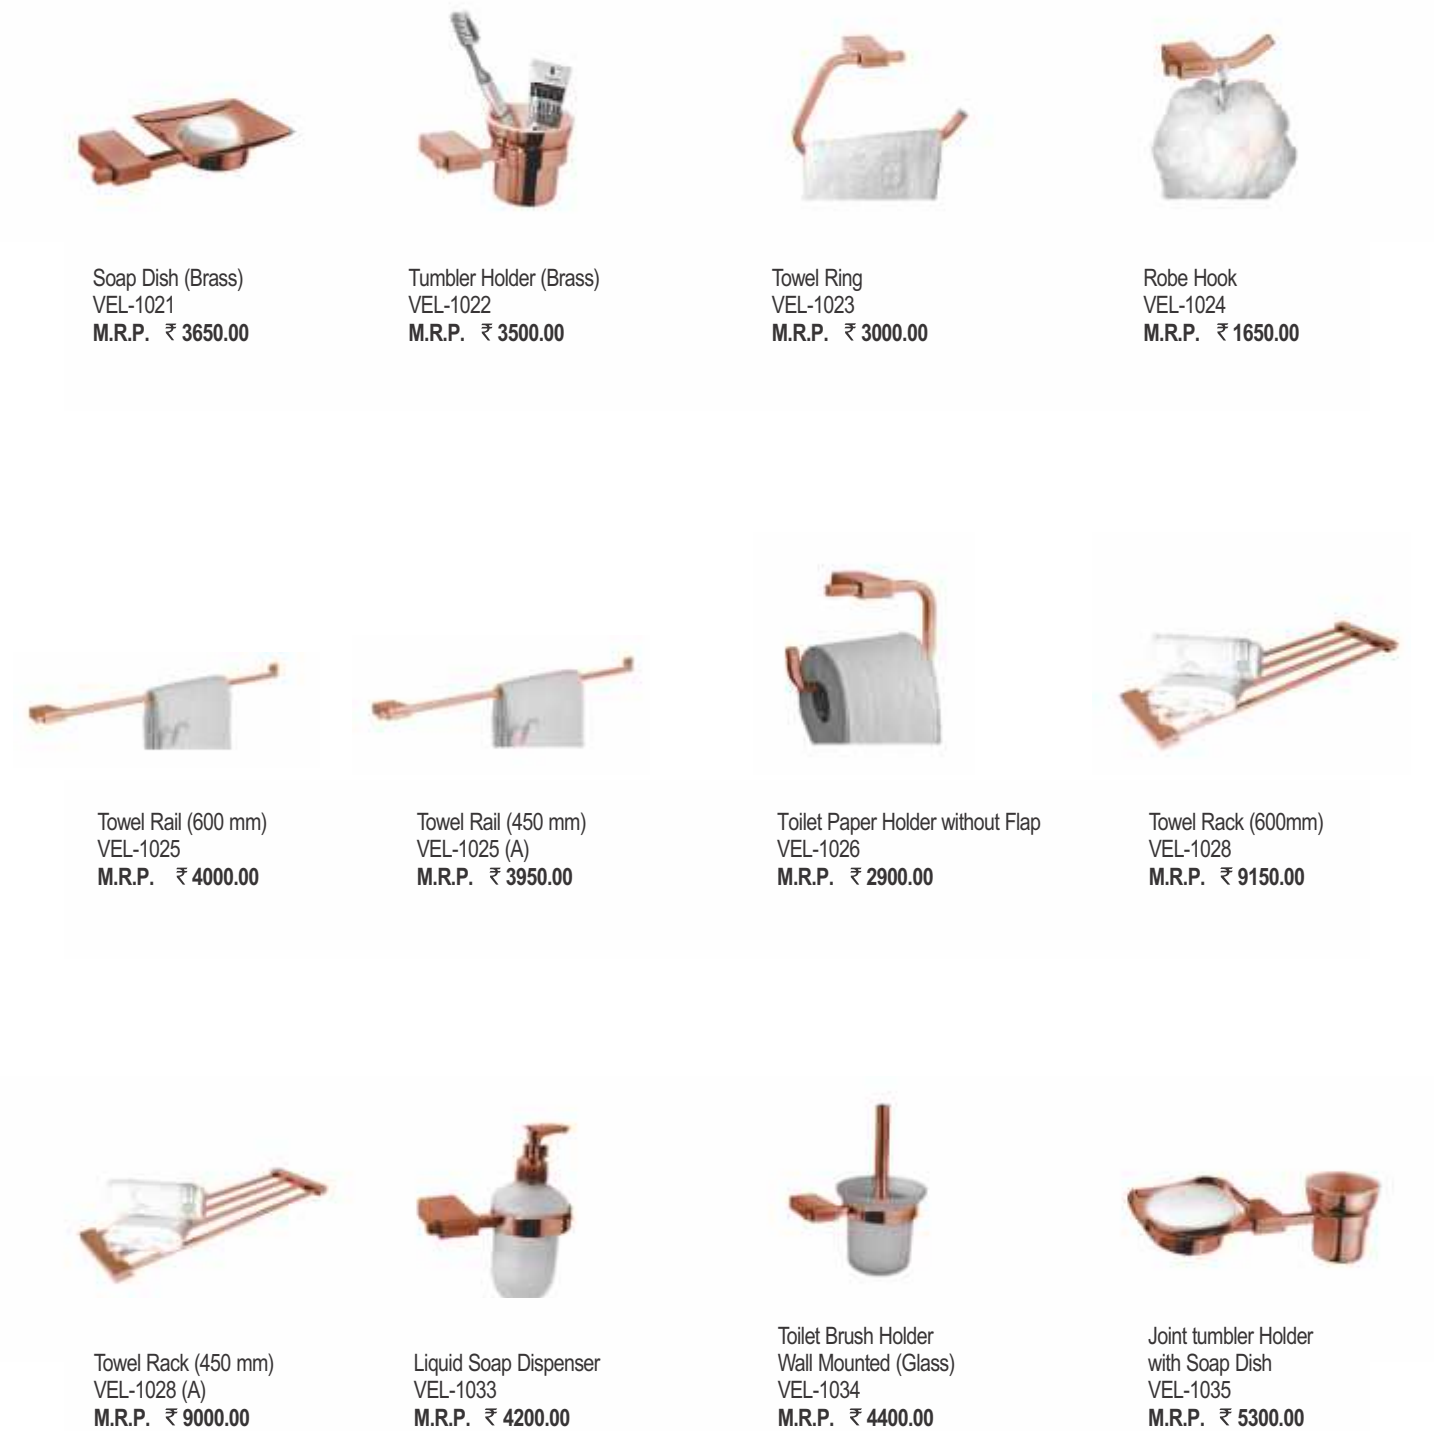 Soap Dish (Brass)
VEL-1021
M.R.P. ₹ 3650.00
Tumbler Holder (Brass)
VEL-1022
M.R.P. ₹ 3500.00
Towel Ring
VEL-1023
M.R.P. ₹ 3000.00
Robe Hook
VEL-1024
M.R.P. ₹ 1650.00
Towel Rail (600 mm)
VEL-1025
M.R.P. ₹ 4000.00
Towel Rail (450 mm)
VEL-1025 (A)
M.R.P. ₹ 3950.00
Toilet Paper Holder without Flap
VEL-1026
M.R.P. ₹ 2900.00
Towel Rack (600mm)
VEL-1028
M.R.P. ₹ 9150.00
Towel Rack (450 mm)
VEL-1028 (A)
M.R.P. ₹ 9000.00
Liquid Soap Dispenser
VEL-1033
M.R.P. ₹ 4200.00
Toilet Brush Holder
Wall Mounted (Glass)
VEL-1034
M.R.P. ₹ 4400.00
Joint tumbler Holder
with Soap Dish
VEL-1035
M.R.P. ₹ 5300.00